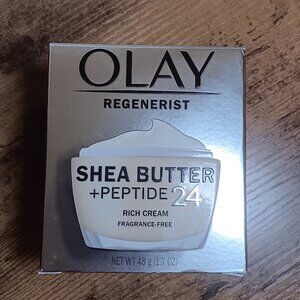 OLAY
REGENERIST
SHEA BUTTER
+PEPTIDE 24
RICH CREAM
FRAGRANCE-FREE
NET WT 48 g (1.7 OZ)